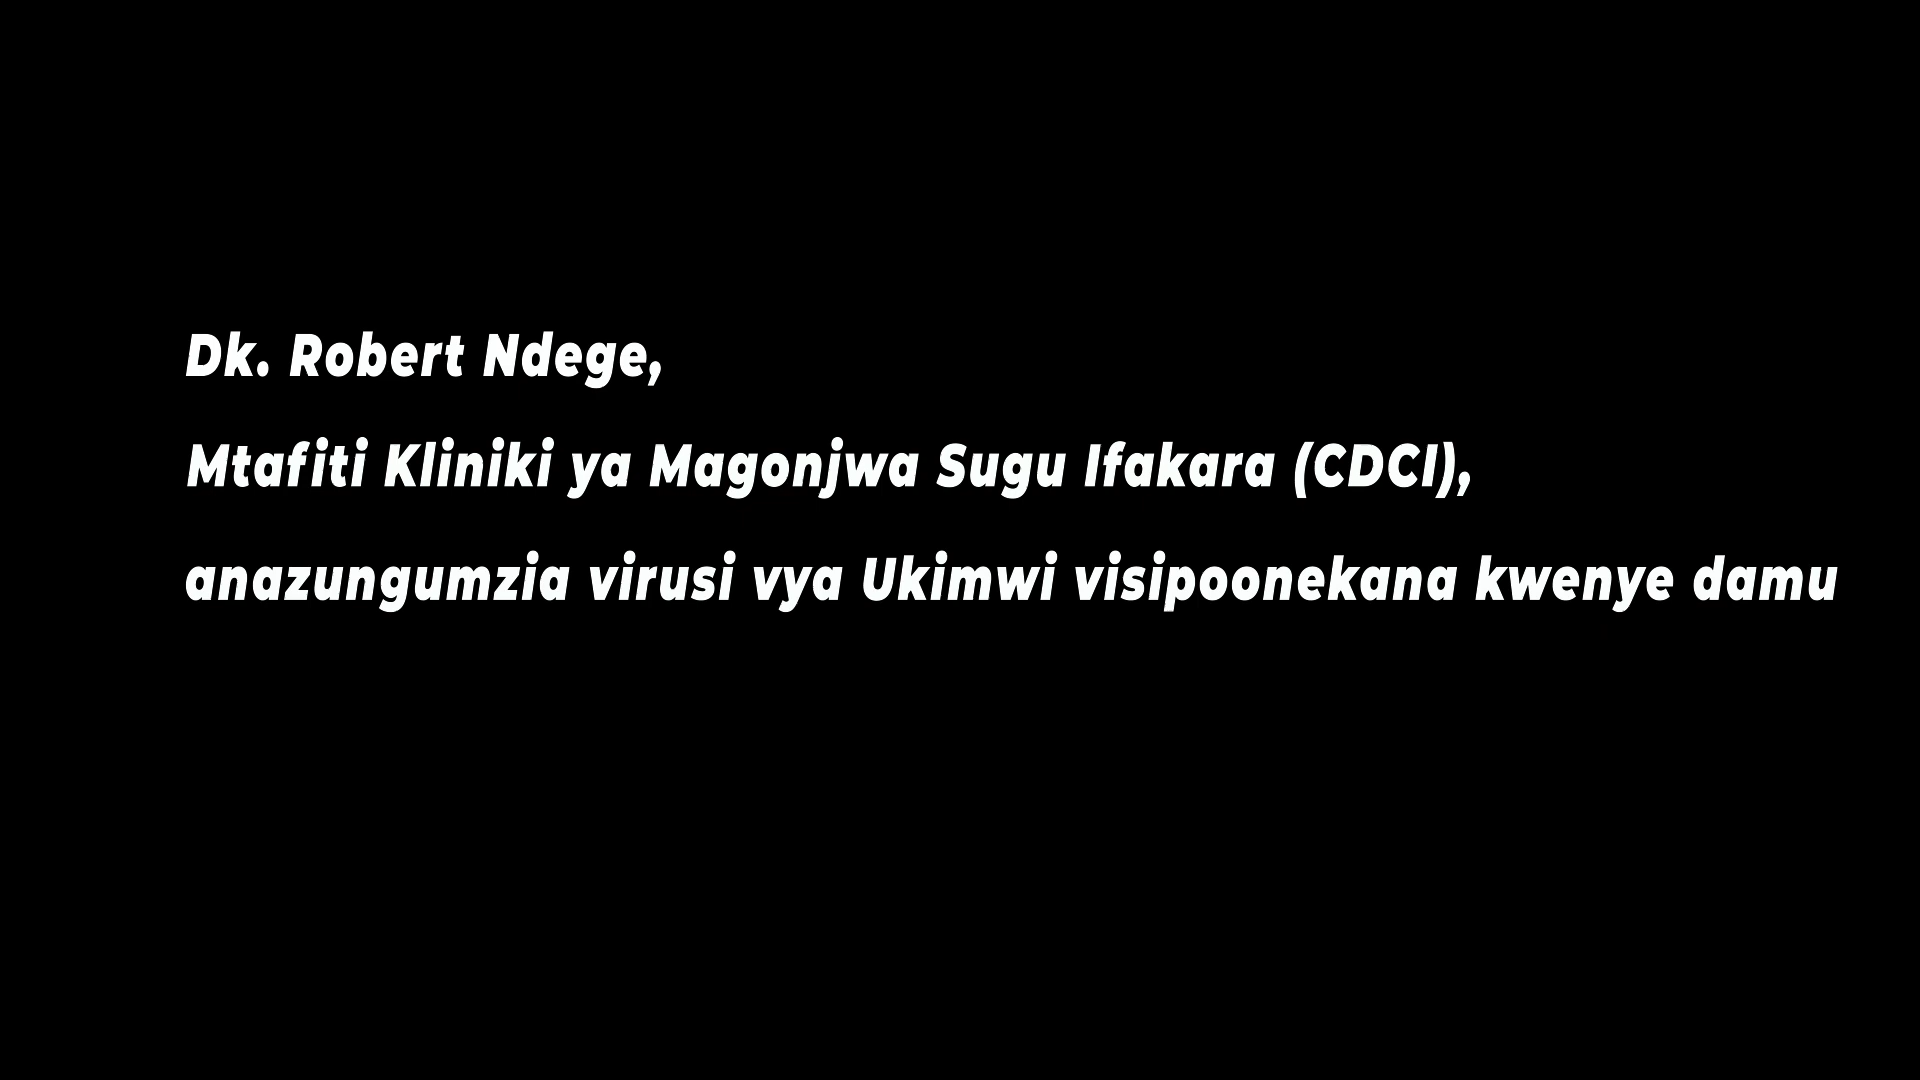 Dk. Robert Ndege,
Mtafiti Kliniki ya Magonjwa Sugu Ifakara (CDCI),
anazungumzia virusi vya Ukimwi visipoonekana kwenye damu